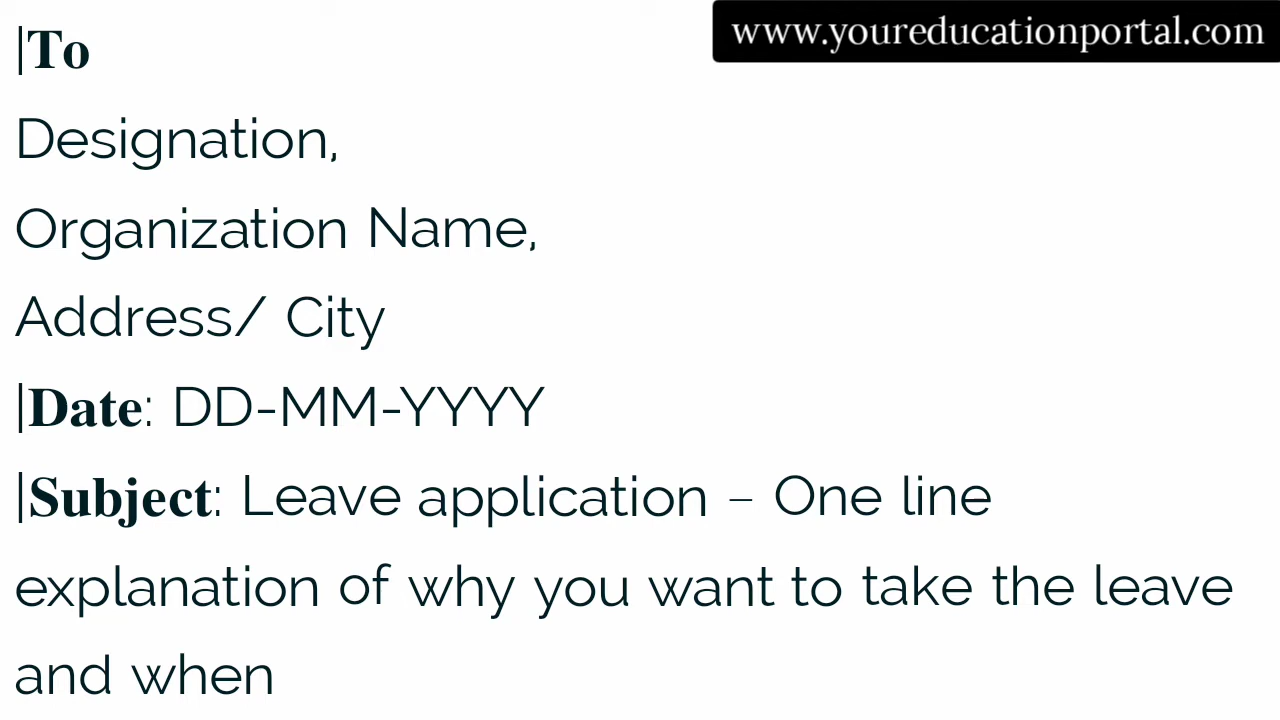 www.youreducationportal.com
|To
Designation,
Organization Name,
Address/ City
|Date: DD-MM-YYYY
|Subject: Leave application – One line
explanation of why you want to take the leave
and when